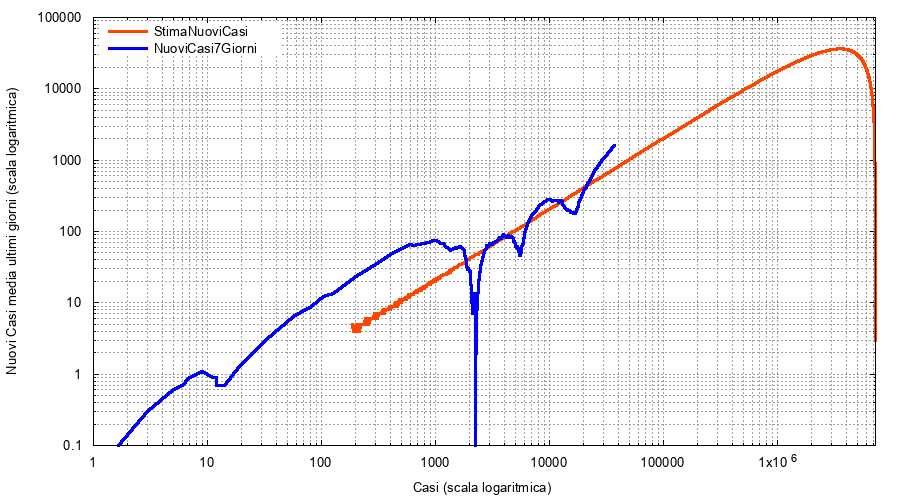 100000
10000
1000
100
10
1
0.1
Nuovi Casi media ultimi giorni (scala logaritmica)
StimaNuoviCasi
NuoviCasi7Giorni
1 10 100 1000 10000 100000 1x10 6
Casi (scala logaritmica)